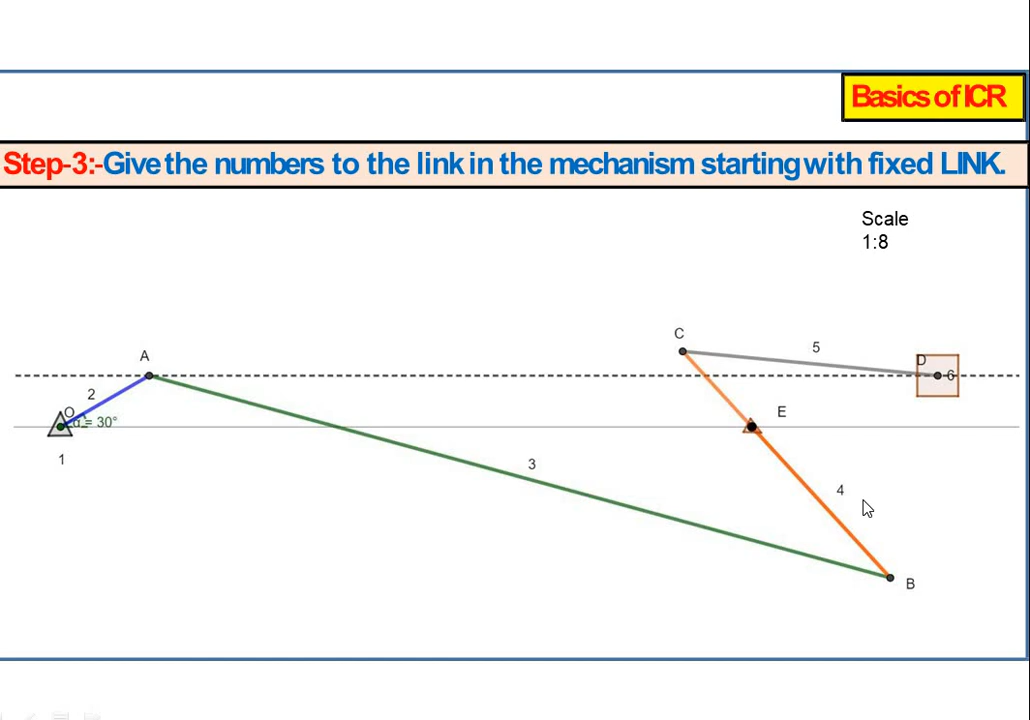 Basics of ICR
Step-3:-Give the numbers to the link in the mechanism starting with fixed LINK.
Scale
1:8
C
A
5
D
6
2
O
E
α = 30°
1
3
4
B